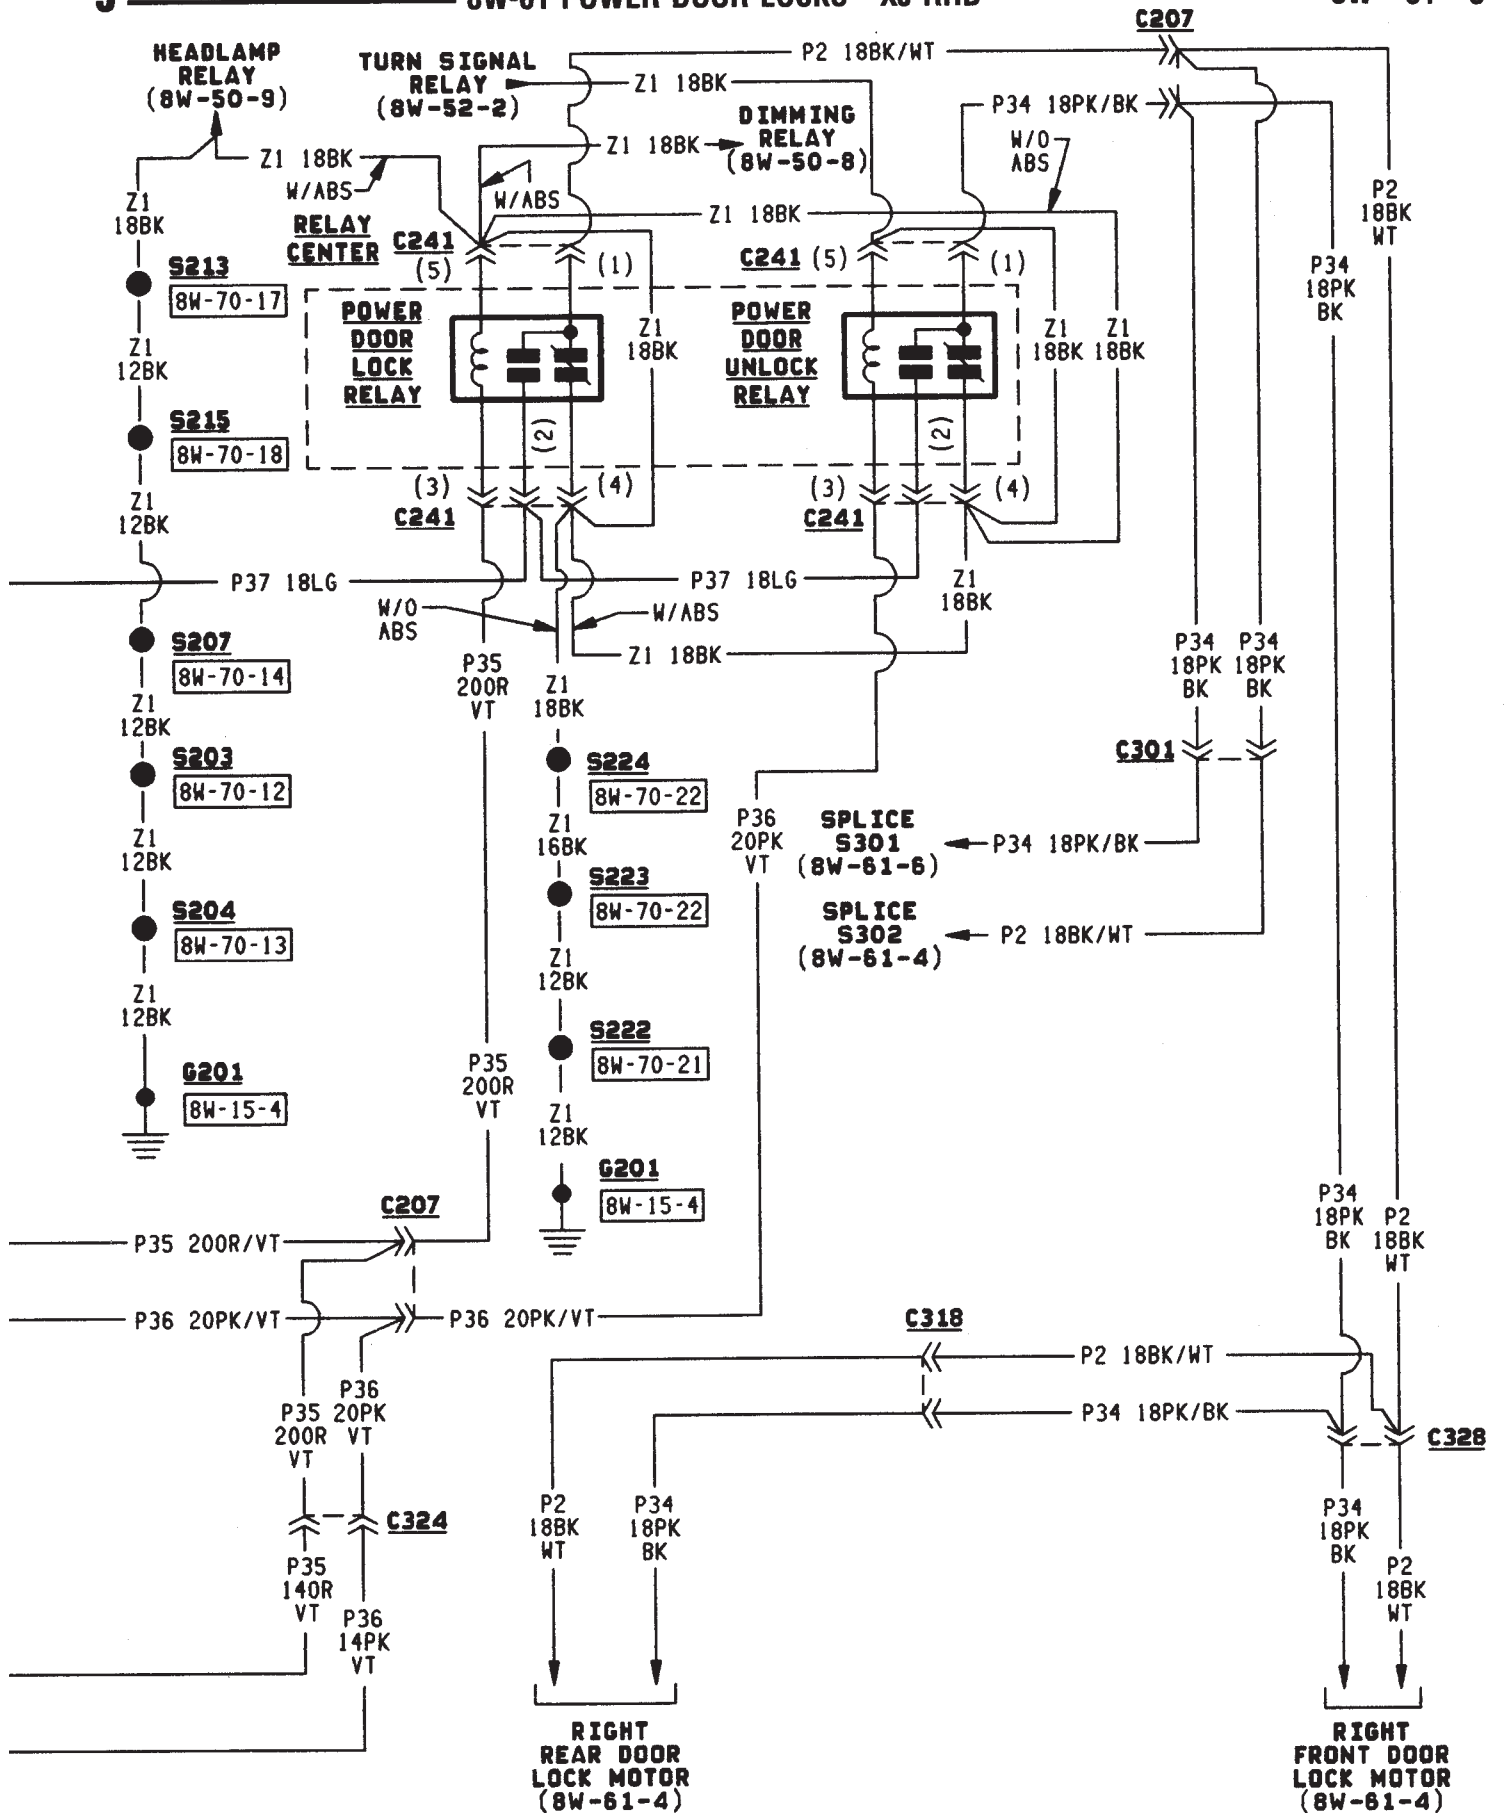 8W-61 POWER DOOR LOCKS - XJ RHD
C207
HEADLAMP
RELAY
(8W-50-9)
TURN SIGNAL
RELAY
(8W-52-2)
P2 18BK/WT
Z1 18BK
P34 18PK/BK
DIMMING
RELAY
(8W-50-8)
Z1 18BK
W/O
ABS
Z1 18BK
W/ABS
W/ABS
Z1
18BK
Z1 18BK
P2
18BK
WT
RELAY
CENTER
C241
(5)
(1)
C241 (5)
(1)
P34
18PK
BK
S213
8W-70-17
POWER
DOOR
LOCK
RELAY
Z1
18BK
POWER
DOOR
UNLOCK
RELAY
Z1
18BK
Z1
18BK
Z1
12BK
S215
8W-70-18
(2)
(2)
(3)
(4)
C241
(3)
(4)
C241
Z1
12BK
P37 18LG
P37 18LG
Z1
18BK
W/O
ABS
W/ABS
S207
8W-70-14
P35
20OR
VT
Z1 18BK
P34
18PK
BK
P34
18PK
BK
Z1
18BK
Z1
12BK
S203
8W-70-12
S224
8W-70-22
C301
P36
20PK
VT
SPLICE
S301
(8W-61-6)
P34 18PK/BK
Z1
12BK
Z1
16BK
S223
8W-70-22
S204
8W-70-13
SPLICE
S302
(8W-61-4)
P2 18BK/WT
Z1
12BK
Z1
12BK
S222
8W-70-21
G201
8W-15-4
P35
20OR
VT
Z1
12BK
G201
8W-15-4
C207
P34
18PK
BK
P2
18BK
WT
P35 20OR/VT
P36 20PK/VT
P36 20PK/VT
C318
P2 18BK/WT
P34 18PK/BK
P35
20OR
VT
P36
20PK
VT
C328
C324
P2
18BK
WT
P34
18PK
BK
P34
18PK
BK
P35
14OR
VT
P2
18BK
WT
P36
14PK
VT
RIGHT
REAR DOOR
LOCK MOTOR
(8W-61-4)
RIGHT
FRONT DOOR
LOCK MOTOR
(8W-61-4)